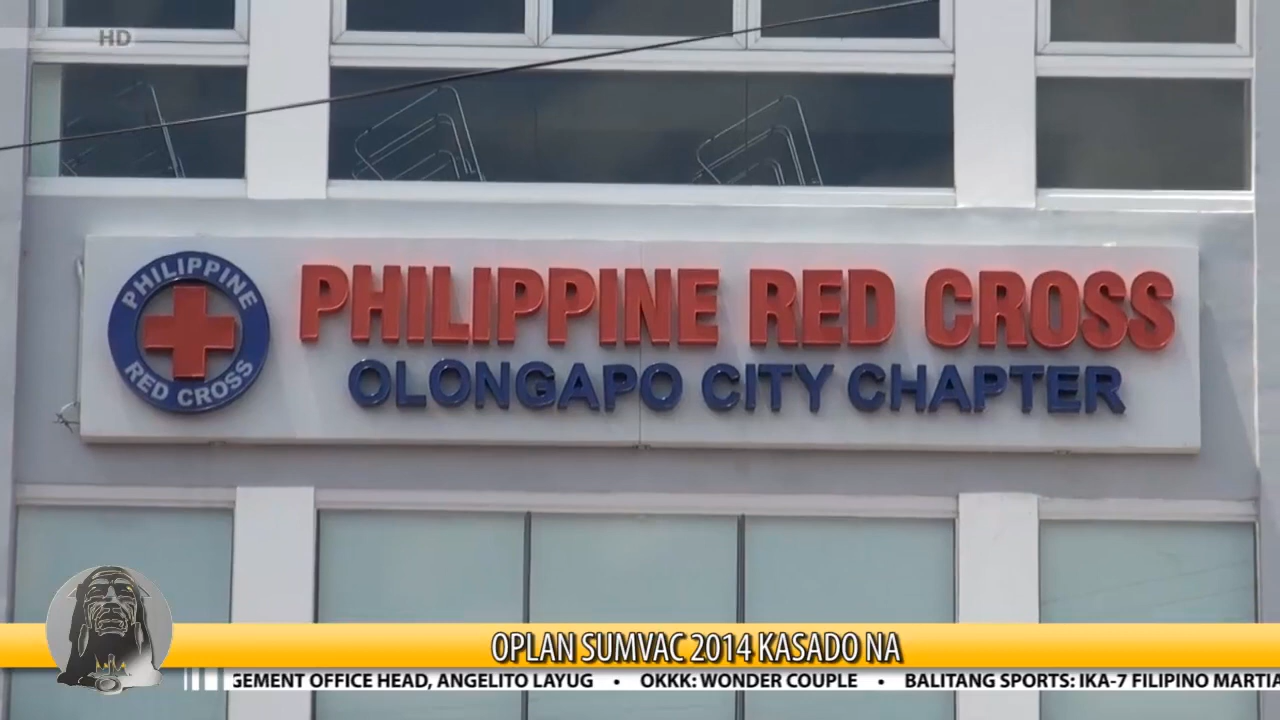 HD
PHILIPPINE
RED CROSS
PHILIPPINE RED CROSS
OLONGAPO CITY CHAPTER
OPLAN SUMVAC 2014 KASADO NA
GEMENT OFFICE HEAD, ANGELITO LAYUG • OKKK: WONDER COUPLE • BALITANG SPORTS: IKA-7 FILIPINO MARTIA